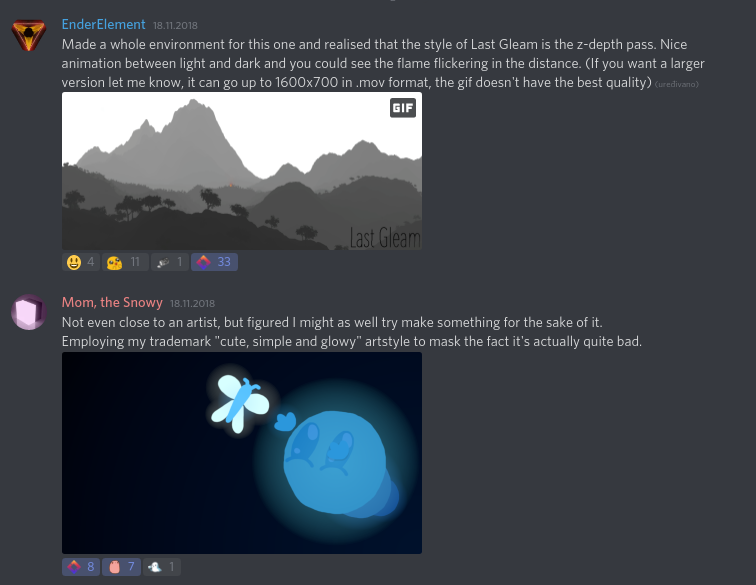 EnderElement 18.11.2018
Made a whole environment for this one and realised that the style of Last Gleam is the z-depth pass. Nice
animation between light and dark and you could see the flame flickering in the distance. (If you want a larger
version let me know, it can go up to 1600x700 in .mov format, the gif doesn't have the best quality) (uredivano)
GIF
Last Gleam
4 11 1 33
Mom, the Snowy 18.11.2018
Not even close to an artist, but figured I might as well try make something for the sake of it.
Employing my trademark "cute, simple and glowy" artstyle to mask the fact it's actually quite bad.
8 7 1